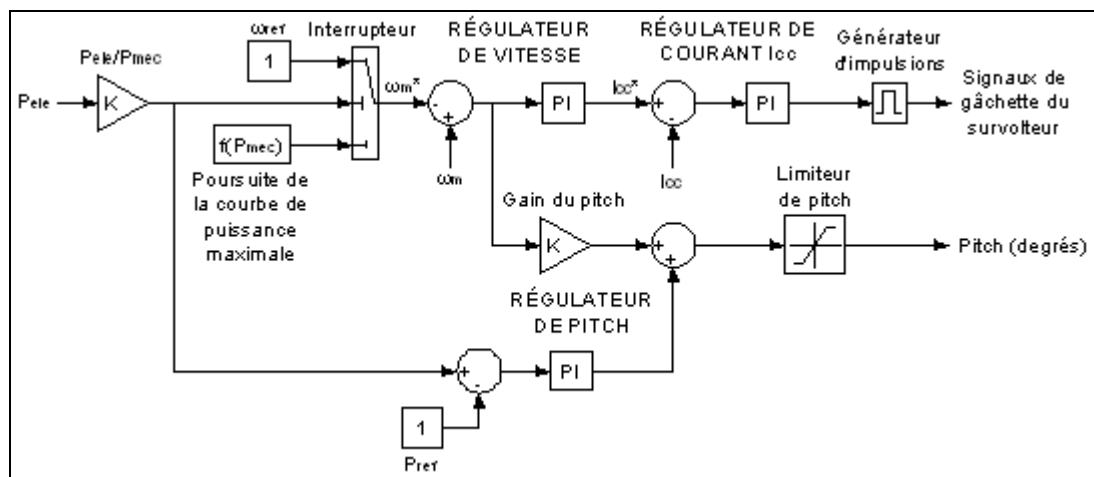 ωref
Interrupteur
RÉGULATEUR
DE VITESSE
RÉGULATEUR DE
COURANT Icc
Générateur
d'impulsions
Pele/Pmec
1
ωm*
PI
Icc*
PI
Signaux de
gâchette du
survolteur
Pele
K
-
+
+
-
f(Pmec)
ωm
Icc
Poursuite de
la courbe de
puissance
maximale
Gain du pitch
Limiteur
de pitch
K
+
+
Pitch (degrés)
RÉGULATEUR
DE PITCH
+
-
PI
1
Pref